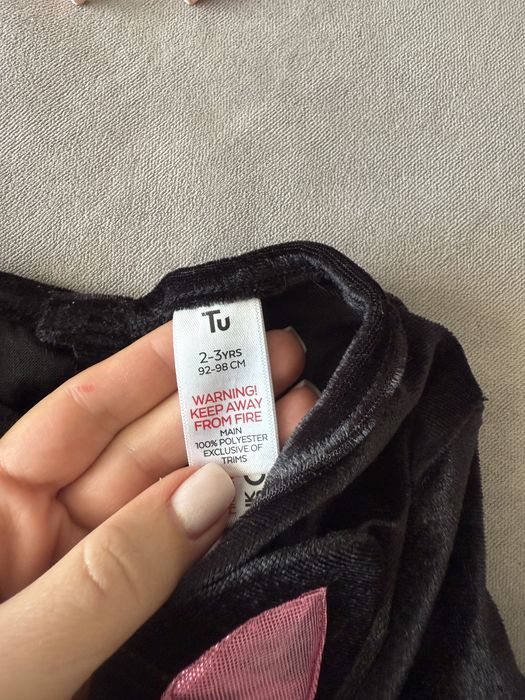 Tu
2-3YRS
92-98 CM
WARNING!
KEEP AWAY
FROM FIRE
MAIN
100% POLYESTER
EXCLUSIVE OF
TRIMS